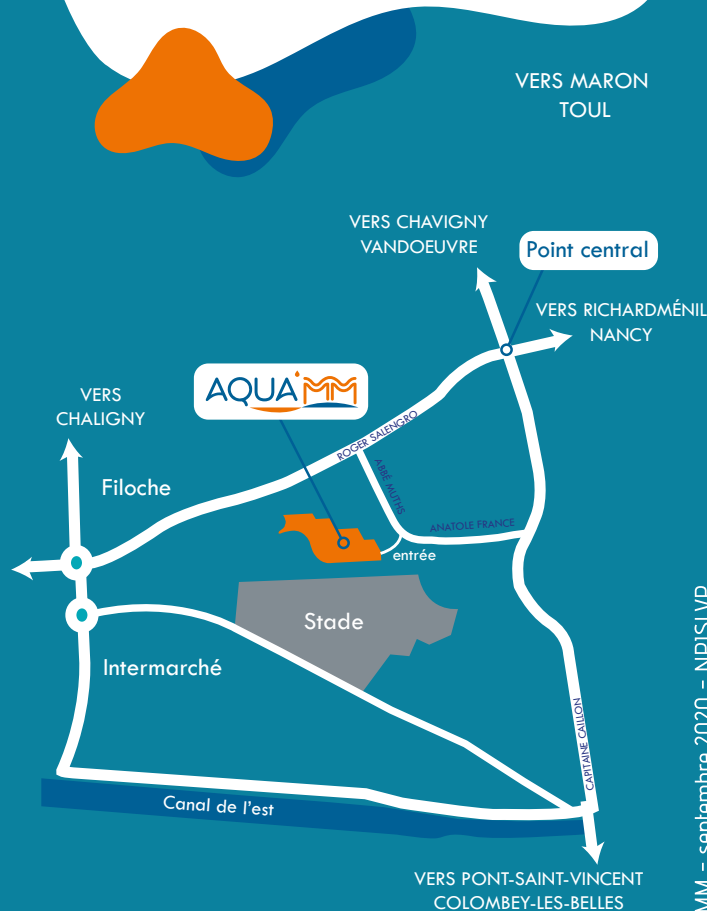 VERS MARON
TOUL
VERS CHAVIGNY
VANDOEUVRE
Point central
VERS RICHARDMÉNIL
NANCY
AQUA'MM
VERS
CHALIGNY
ROGER SALENGRO
Filoche
ABBÉ MUTHS
ANATOLE FRANCE
entrée
Stade
Intermarché
CAPITAINE CAILLON
Canal de l'est
VERS PONT-SAINT-VINCENT
COLOMBEY-LES-BELLES
MM - septembre 2020 - NPJSLVP